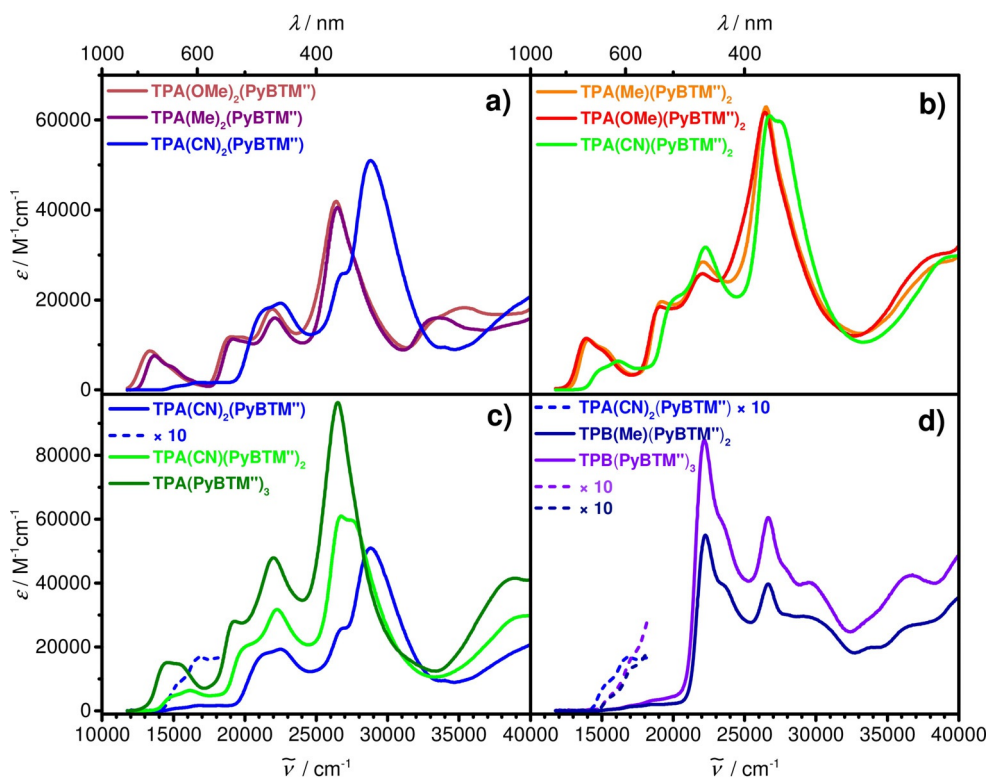 λ / nm
λ / nm
1000 600 400 1000 600 400
a)
TPA(OMe)₂(PyBTM")
TPA(Me)₂(PyBTM")
TPA(CN)₂(PyBTM")
b)
TPA(Me)(PyBTM")₂
TPA(OMe)(PyBTM")₂
TPA(CN)(PyBTM")₂
60000
40000
20000
0
ε / M⁻¹cm⁻¹
c)
TPA(CN)₂(PyBTM")
× 10
TPA(CN)(PyBTM")₂
TPA(PyBTM")₃
d)
TPA(CN)₂(PyBTM") × 10
TPB(Me)(PyBTM")₂
TPB(PyBTM")₃
× 10
× 10
80000
60000
40000
20000
0
ε / M⁻¹cm⁻¹
10000 15000 20000 25000 30000 35000 40000 15000 20000 25000 30000 35000 40000
ν̃ / cm⁻¹
ν̃ / cm⁻¹